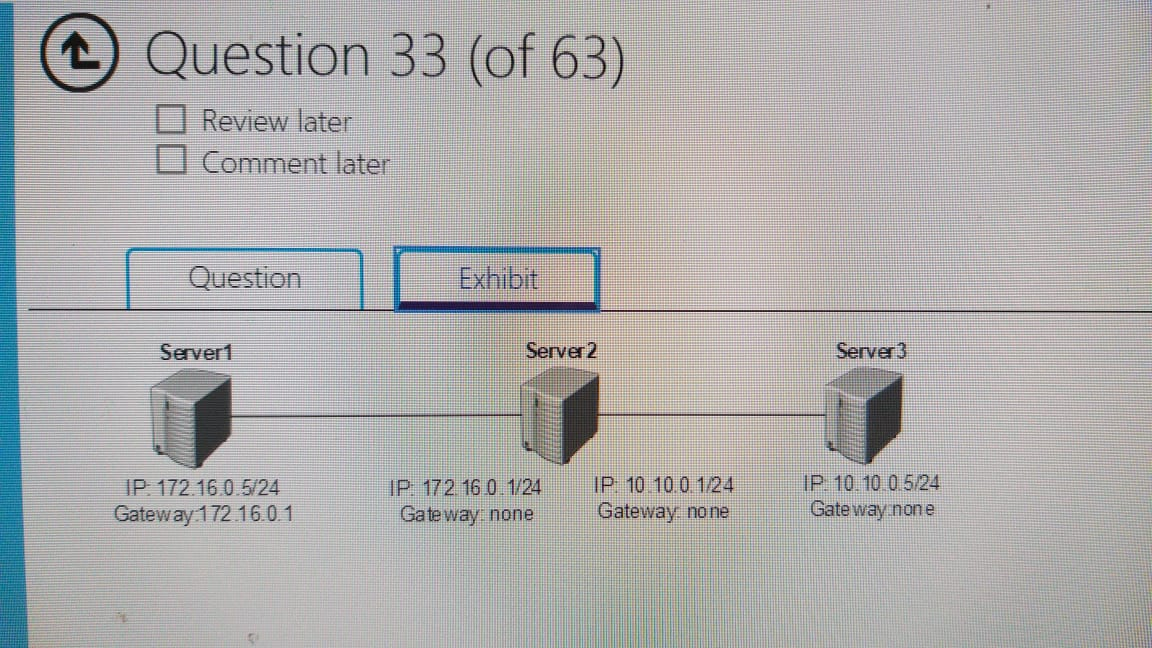 Question 33 (of 63)
Review later
Comment later
Question
Exhibit
Server1
Server2
Server3
IP: 172.16.0.5/24
Gateway:172.16.0.1
IP: 172.16.0.1/24
Gateway: none
IP: 10.10.0.1/24
Gateway: none
IP: 10.10.0.5/24
Gateway:none